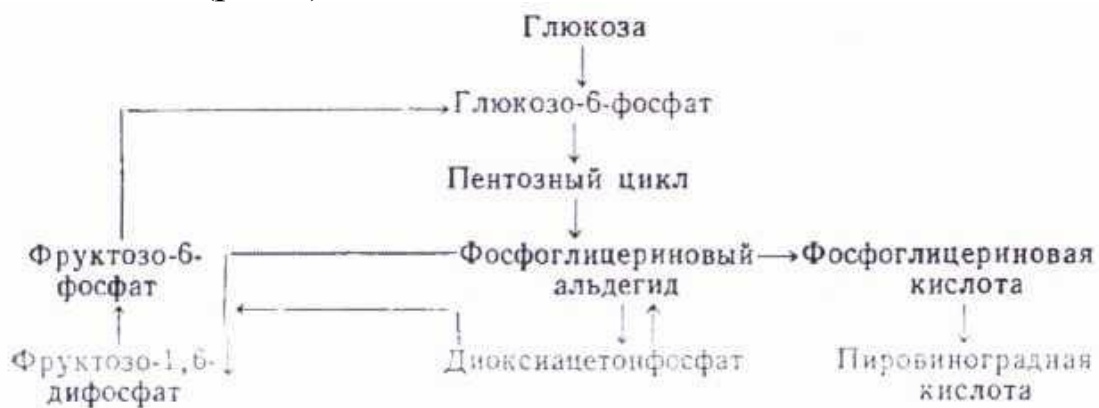 Глюкоза
Глюкозо-6-фосфат
Пентозный цикл
Фруктозо-6-
фосфат
Фосфоглицериновый
альдегид
Фосфоглицериновая
кислота
Фруктозо-1,6-
дифосфат
Диоксиацетонфосфат
Пировиноградная
кислота